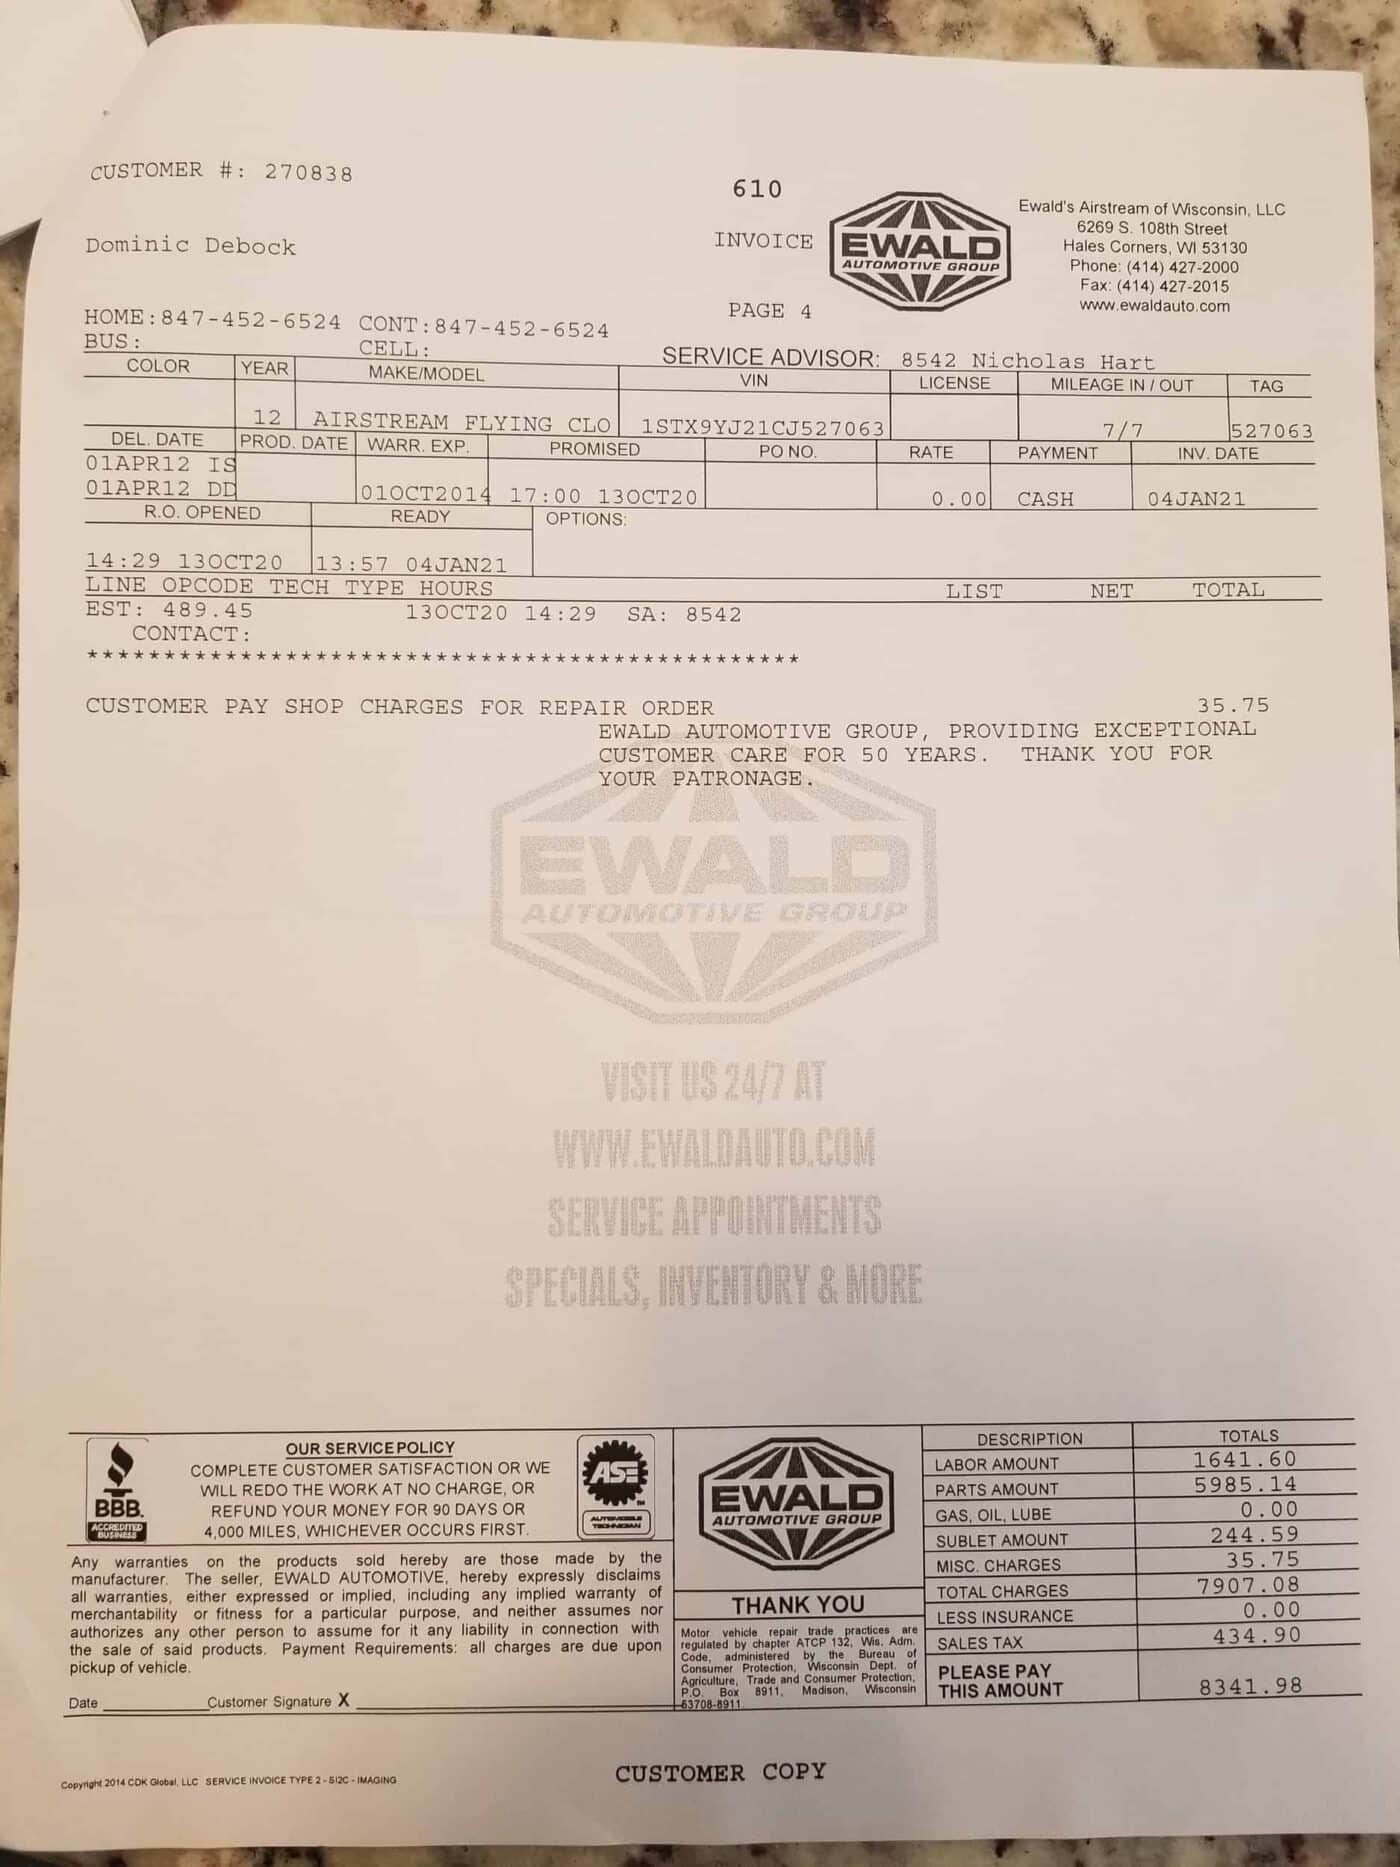 CUSTOMER #: 270838
610
Dominic Debock
INVOICE
EWALD
AUTOMOTIVE GROUP
Ewald's Airstream of Wisconsin, LLC
6269 S. 108th Street
Hales Corners, WI 53130
Phone: (414) 427-2000
Fax: (414) 427-2015
www.ewaldauto.com
PAGE 4
HOME:847-452-6524 CONT:847-452-6524
BUS: CELL:
SERVICE ADVISOR: 8542 Nicholas Hart
COLOR YEAR MAKE/MODEL VIN LICENSE MILEAGE IN / OUT TAG
12 AIRSTREAM FLYING CLO 1STX9YJ21CJ527063 7/7 527063
DEL. DATE PROD. DATE WARR. EXP. PROMISED PO NO. RATE PAYMENT INV. DATE
01APR12 IS
01APR12 DD 01OCT2014 17:00 13OCT20 0.00 CASH 04JAN21
R.O. OPENED READY OPTIONS:
14:29 13OCT20 13:57 04JAN21
LINE OPCODE TECH TYPE HOURS LIST NET TOTAL
EST: 489.45 13OCT20 14:29 SA: 8542
CONTACT:
***************************************************
CUSTOMER PAY SHOP CHARGES FOR REPAIR ORDER 35.75
EWALD AUTOMOTIVE GROUP, PROVIDING EXCEPTIONAL
CUSTOMER CARE FOR 50 YEARS. THANK YOU FOR
YOUR PATRONAGE.
EWALD
AUTOMOTIVE GROUP
VISIT US 24/7 AT
WWW.EWALDAUTO.COM
SERVICE APPOINTMENTS
SPECIALS, INVENTORY & MORE
BBB.
ACCREDITED
BUSINESS
OUR SERVICE POLICY
COMPLETE CUSTOMER SATISFACTION OR WE
WILL REDO THE WORK AT NO CHARGE, OR
REFUND YOUR MONEY FOR 90 DAYS OR
4,000 MILES, WHICHEVER OCCURS FIRST.
ASE
AUTOMOBILE
TECHNICIAN
Any warranties on the products sold hereby are those made by the
manufacturer. The seller, EWALD AUTOMOTIVE, hereby expressly disclaims
all warranties, either expressed or implied, including any implied warranty of
merchantability or fitness for a particular purpose, and neither assumes nor
authorizes any other person to assume for it any liability in connection with
the sale of said products. Payment Requirements: all charges are due upon
pickup of vehicle.
Date Customer Signature X
EWALD
AUTOMOTIVE GROUP
THANK YOU
Motor vehicle repair trade practices are
regulated by chapter ATCP 132, Wis. Adm.
Code, administered by the Bureau of
Consumer Protection, Wisconsin Dept. of
Agriculture, Trade and Consumer Protection,
P.O. Box 8911, Madison, Wisconsin
53708-8911.
DESCRIPTION TOTALS
LABOR AMOUNT 1641.60
PARTS AMOUNT 5985.14
GAS, OIL, LUBE 0.00
SUBLET AMOUNT 244.59
MISC. CHARGES 35.75
TOTAL CHARGES 7907.08
LESS INSURANCE 0.00
SALES TAX 434.90
PLEASE PAY
THIS AMOUNT 8341.98
Copyright 2014 CDK Global, LLC SERVICE INVOICE TYPE 2 - SI2C - IMAGING
CUSTOMER COPY